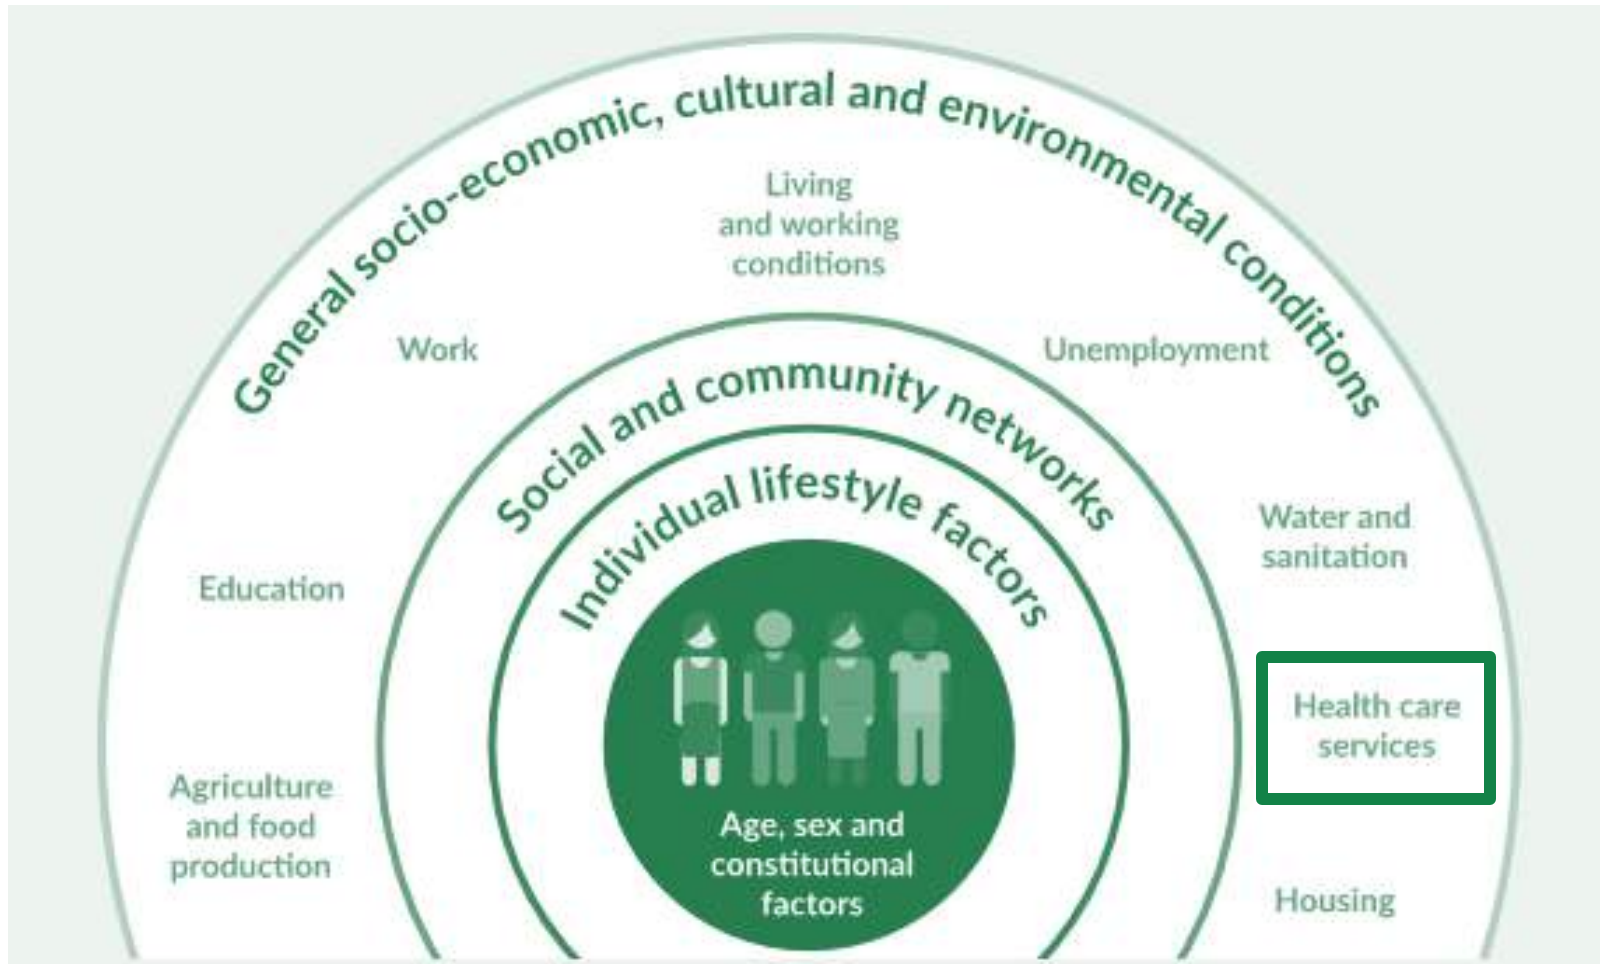 General socio-economic, cultural and environmental conditions
Living
and working
conditions
Work
Unemployment
Social and community networks
Individual lifestyle factors
Water and
sanitation
Education
Health care
services
Agriculture
and food
production
Age, sex and
constitutional
factors
Housing